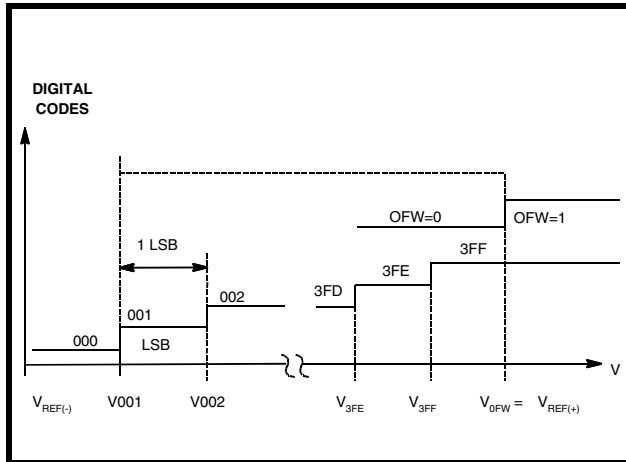 DIGITAL
CODES
OFW=0
OFW=1
1 LSB
3FF
3FE
3FD
002
001
000
LSB
V
VREF(-)
V001
V002
V3FE
V3FF
V0FW = VREF(+)